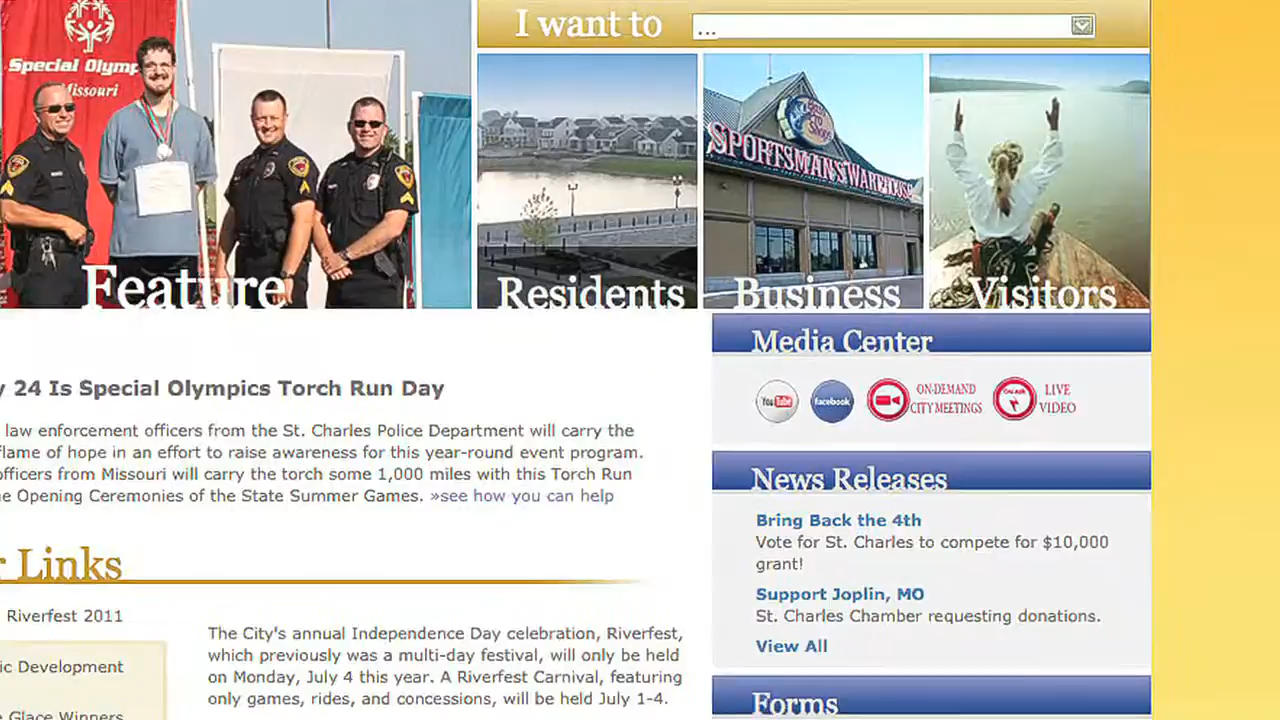 I want to
...
Special Olymp
Missouri
Bass Pro Shops
SPORTSMAN'S WAREHOUSE
Feature
Residents
Business
Visitors
Media Center
You Tube
facebook
ON-DEMAND
CITY MEETINGS
ON AIR
LIVE
VIDEO
y 24 Is Special Olympics Torch Run Day
law enforcement officers from the St. Charles Police Department will carry the
flame of hope in an effort to raise awareness for this year-round event program.
officers from Missouri will carry the torch some 1,000 miles with this Torch Run
e Opening Ceremonies of the State Summer Games. »see how you can help
News Releases
Bring Back the 4th
Vote for St. Charles to compete for $10,000
grant!
Support Joplin, MO
St. Charles Chamber requesting donations.
View All
r Links
Riverfest 2011
ic Development
e Glace Winners
The City's annual Independence Day celebration, Riverfest,
which previously was a multi-day festival, will only be held
on Monday, July 4 this year. A Riverfest Carnival, featuring
only games, rides, and concessions, will be held July 1-4.
Forms